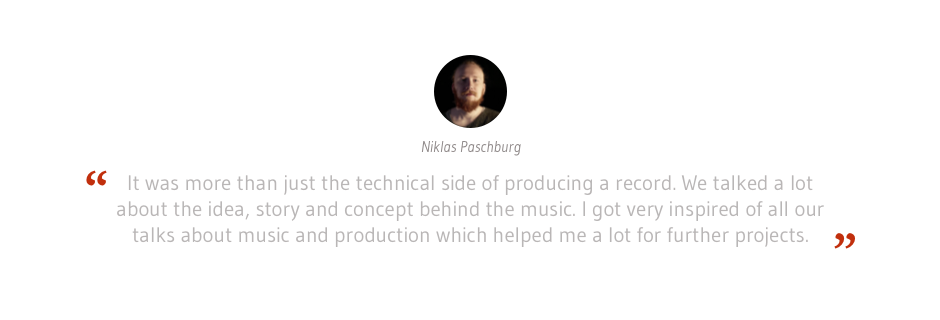 Niklas Paschburg
“ It was more than just the technical side of producing a record. We talked a lot
about the idea, story and concept behind the music. I got very inspired of all our
talks about music and production which helped me a lot for further projects. ”